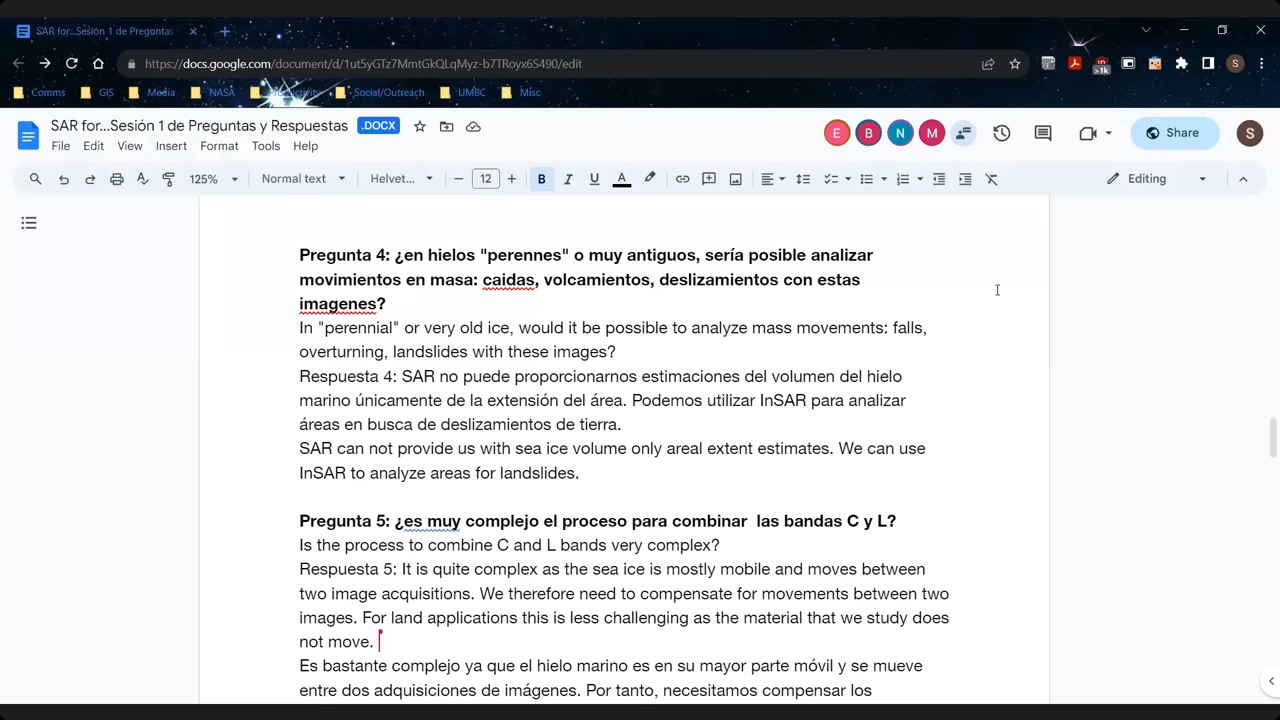 SAR for...Sesión 1 de Preguntas
https://docs.google.com/document/d/1ut5yGTz7MmtGkQLqMyz-b7TRoyx6S490/edit
>1k
S
Comms GIS Media NASA Productivity Social/Outreach UMBC Misc
SAR for...Sesión 1 de Preguntas y Respuestas .DOCX
E B N M Share S
File Edit View Insert Format Tools Help
125% Normal text Helvet... 12 B I U A Editing
Pregunta 4: ¿en hielos "perennes" o muy antiguos, sería posible analizar
movimientos en masa: caidas, volcamientos, deslizamientos con estas
imagenes?
In "perennial" or very old ice, would it be possible to analyze mass movements: falls,
overturning, landslides with these images?
Respuesta 4: SAR no puede proporcionarnos estimaciones del volumen del hielo
marino únicamente de la extensión del área. Podemos utilizar InSAR para analizar
áreas en busca de deslizamientos de tierra.
SAR can not provide us with sea ice volume only areal extent estimates. We can use
InSAR to analyze areas for landslides.
Pregunta 5: ¿es muy complejo el proceso para combinar  las bandas C y L?
Is the process to combine C and L bands very complex?
Respuesta 5: It is quite complex as the sea ice is mostly mobile and moves between
two image acquisitions. We therefore need to compensate for movements between two
images. For land applications this is less challenging as the material that we study does
not move.
Es bastante complejo ya que el hielo marino es en su mayor parte móvil y se mueve
entre dos adquisiciones de imágenes. Por tanto, necesitamos compensar los